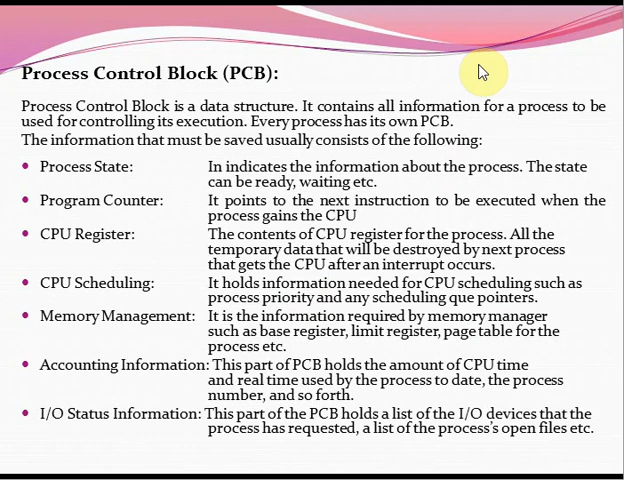 Process Control Block (PCB):
Process Control Block is a data structure. It contains all information for a process to be
used for controlling its execution. Every process has its own PCB.
The information that must be saved usually consists of the following:
• Process State: In indicates the information about the process. The state
can be ready, waiting etc.
• Program Counter: It points to the next instruction to be executed when the
process gains the CPU
• CPU Register: The contents of CPU register for the process. All the
temporary data that will be destroyed by next process
that gets the CPU after an interrupt occurs.
• CPU Scheduling: It holds information needed for CPU scheduling such as
process priority and any scheduling que pointers.
• Memory Management: It is the information required by memory manager
such as base register, limit register, page table for the
process etc.
• Accounting Information: This part of PCB holds the amount of CPU time
and real time used by the process to date, the process
number, and so forth.
• I/O Status Information: This part of the PCB holds a list of the I/O devices that the
process has requested, a list of the process's open files etc.